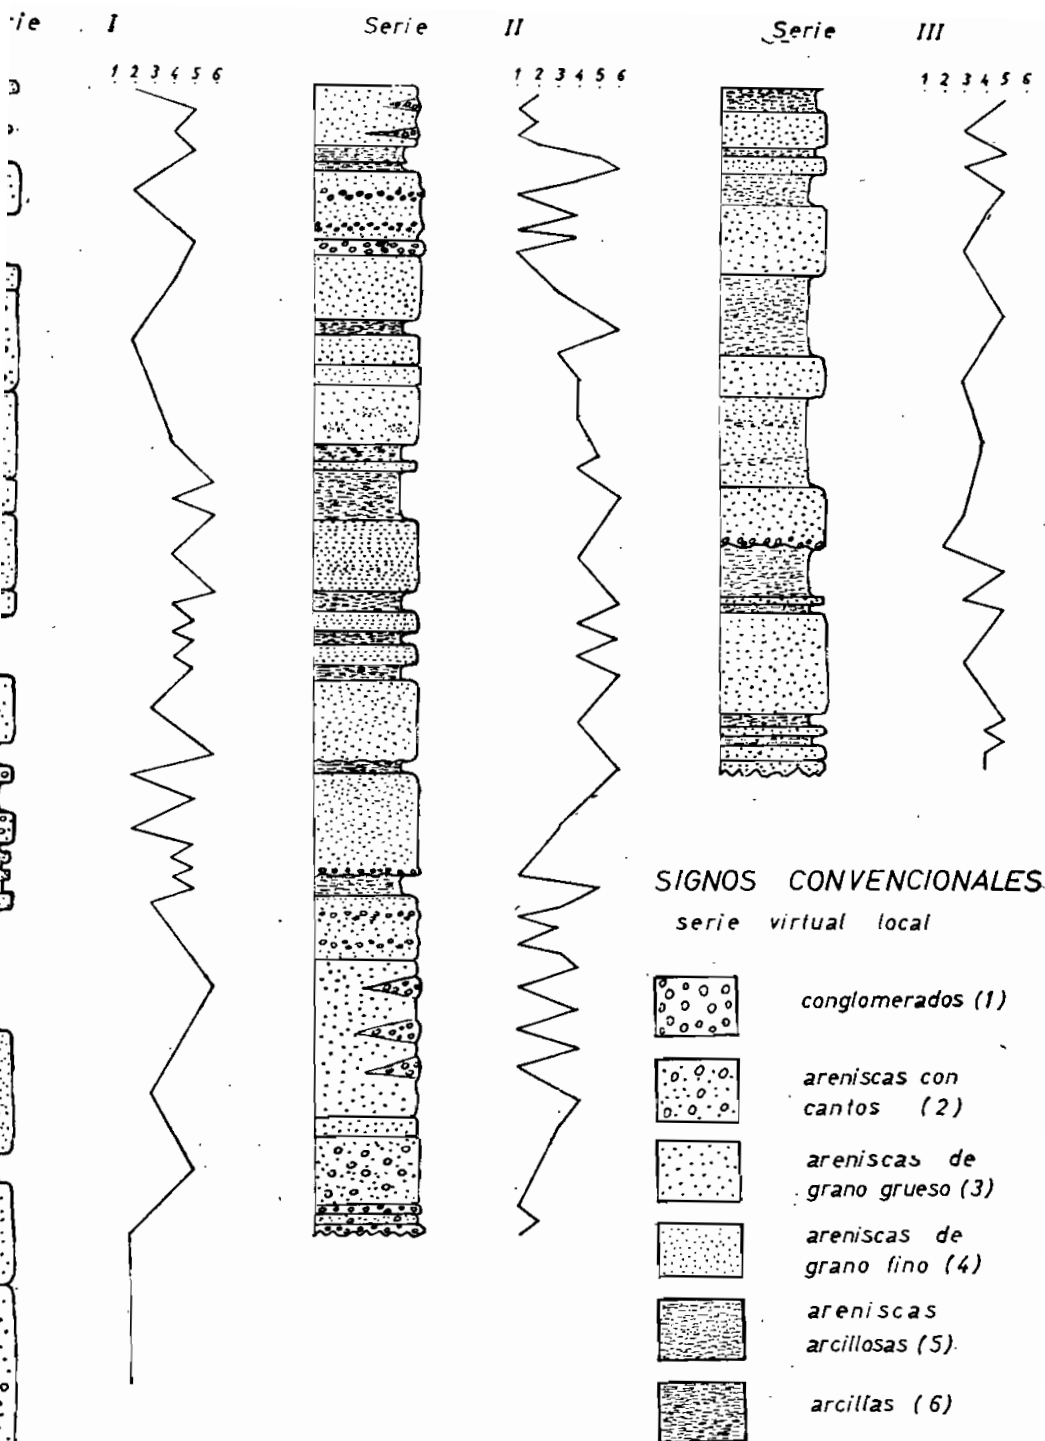 rie I Serie II Serie III
1 2 3 4 5 6 1 2 3 4 5 6 1 2 3 4 5 6
SIGNOS CONVENCIONALES
serie virtual local
conglomerados (1)
areniscas con
cantos (2)
areniscas de
grano grueso (3)
areniscas de
grano fino (4)
areniscas
arcillosas (5)
arcillas (6)